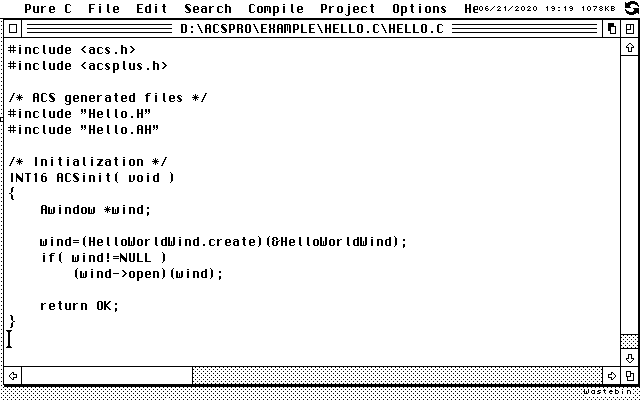 Pure C File Edit Search Compile Project Options He06/21/2020 19:19 1078KB
D:\ACSPRO\EXAMPLE\HELLO.C\HELLO.C
#include <acs.h>
#include <acsplus.h>
/* ACS generated files */
#include "Hello.H"
#include "Hello.AH"
/* Initialization */
INT16 ACSinit( void )
{
Awindow *wind;
wind=(HelloWorldWind.create)(&HelloWorldWind);
if( wind!=NULL )
(wind->open)(wind);
return OK;
}
Wastebin